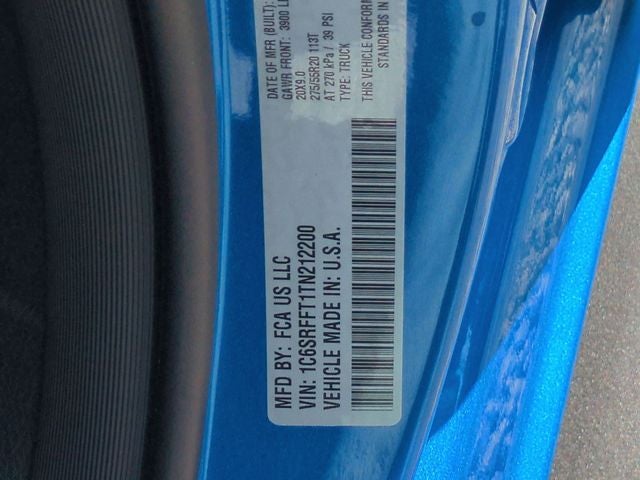 MFD BY: FCA US LLC
DATE OF MFR (BUILT):
GAWR FRONT: 3900 L
20X9.0
275/55R20 113T
AT 270 kPa / 39 PSI
TYPE: TRUCK
VIN: 1C6SRFFT1TN212200
VEHICLE MADE IN: U.S.A.
THIS VEHICLE CONFORM
STANDARDS IN